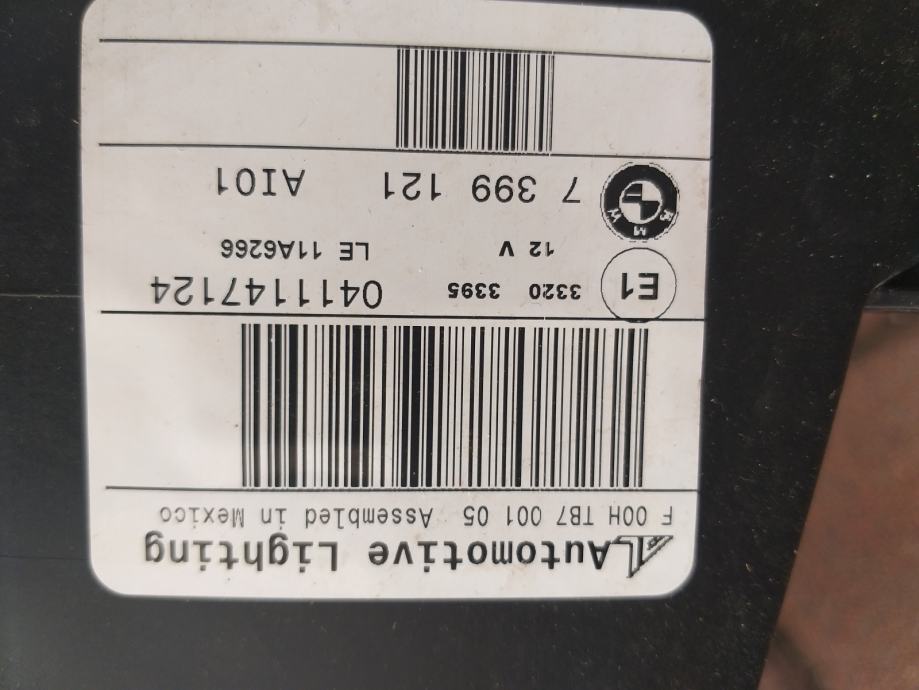 Automotive Lighting
F 00H TB7 001 05 Assembled in Mexico
E1 3320 3395 0411147124
12 V LE 11A6266
BMW 7 399 121 AI01